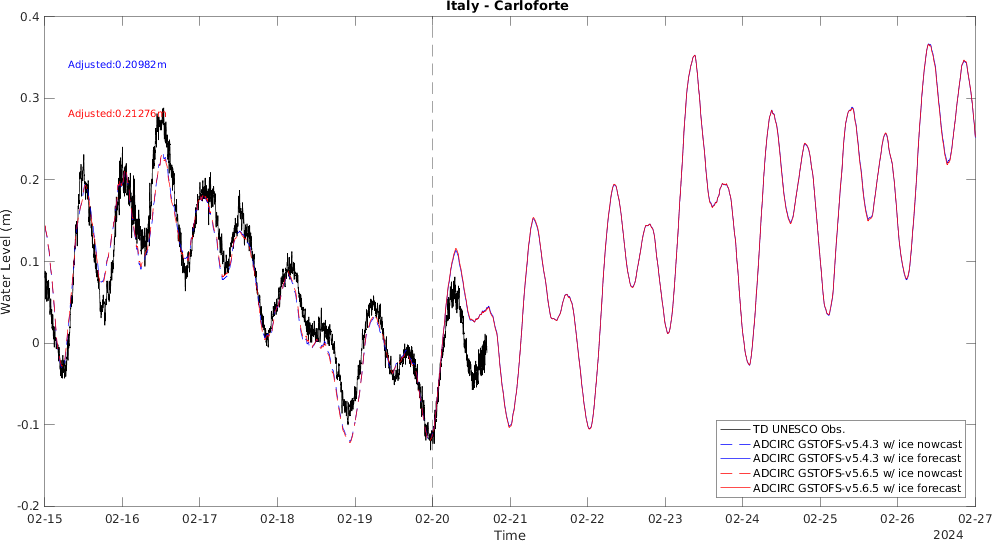 Italy - Carloforte
Adjusted:0.20982m
Adjusted:0.21276m
Water Level (m)
0.4
0.3
0.2
0.1
0
-0.1
-0.2
TD UNESCO Obs.
ADCIRC GSTOFS-v5.4.3 w/ ice nowcast
ADCIRC GSTOFS-v5.4.3 w/ ice forecast
ADCIRC GSTOFS-v5.6.5 w/ ice nowcast
ADCIRC GSTOFS-v5.6.5 w/ ice forecast
02-15 02-16 02-17 02-18 02-19 02-20 02-21 02-22 02-23 02-24 02-25 02-26 02-27
Time
2024